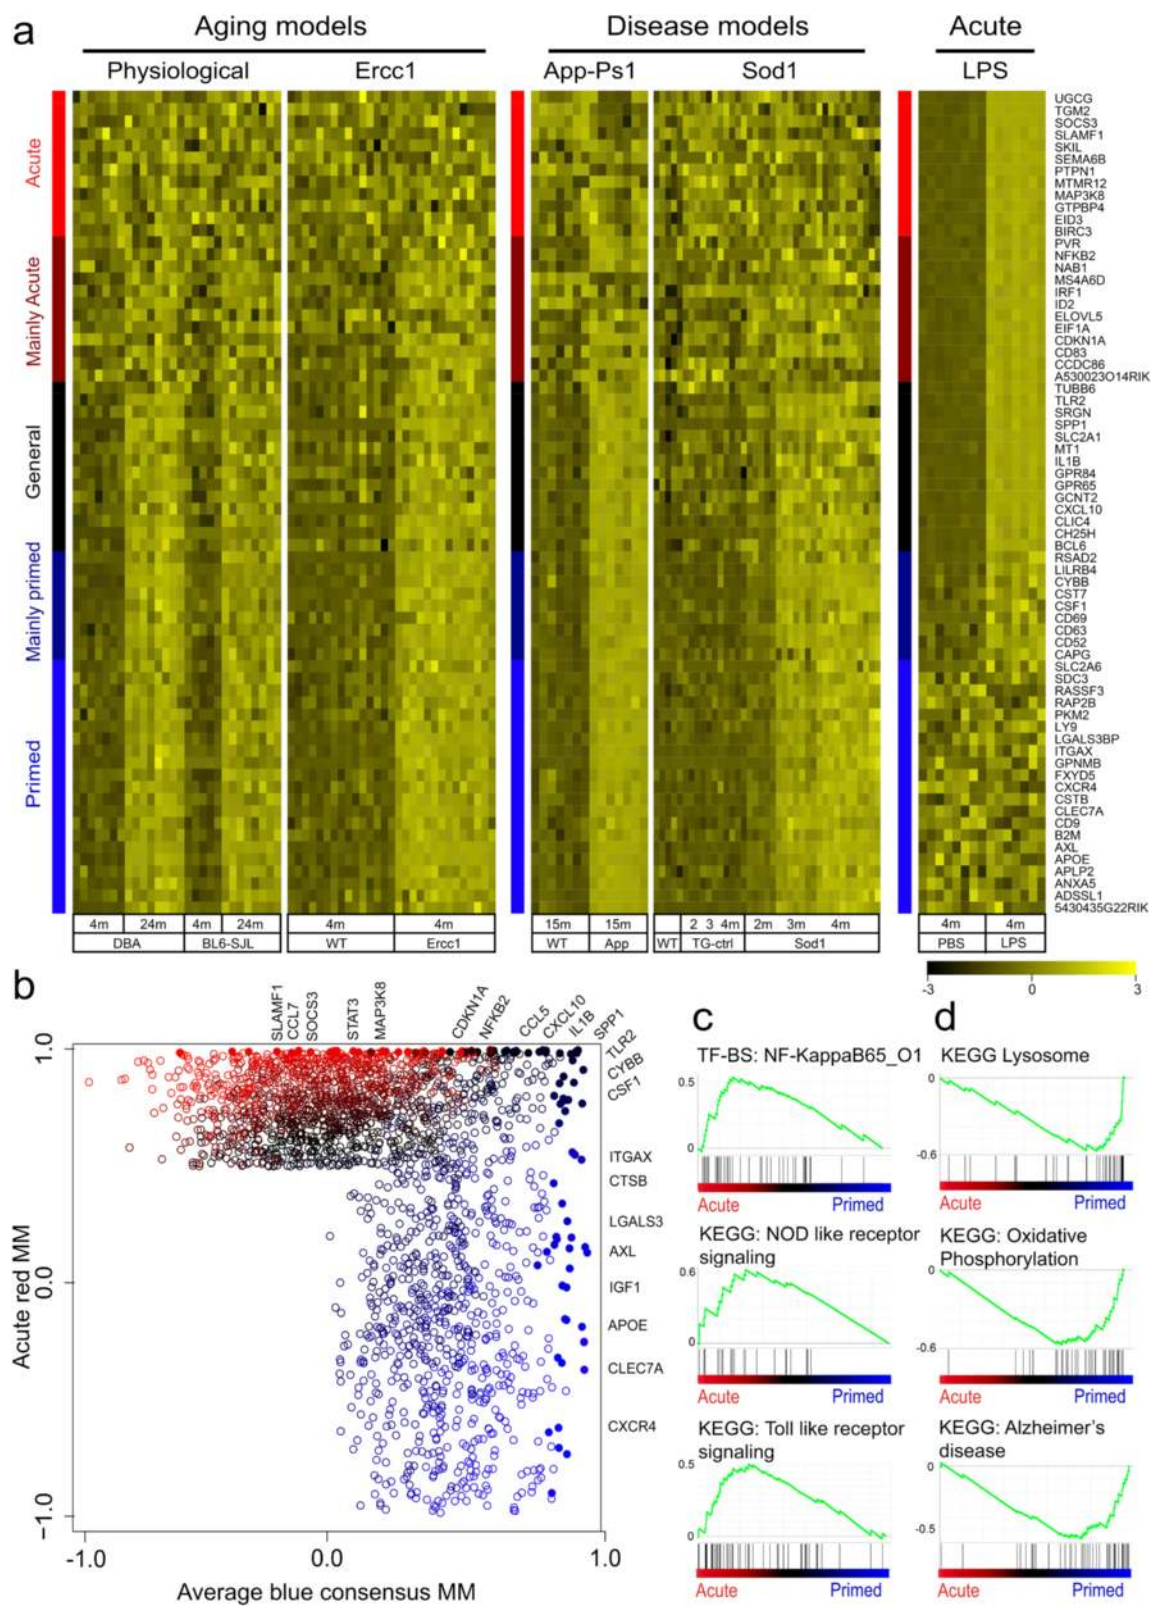 a
Aging models
Disease models
Acute
Physiological
Ercc1
App-Ps1
Sod1
LPS
Acute
Mainly Acute
General
Mainly primed
Primed
UGCG
TGM2
SOCS3
SLAMF1
SKIL
SEMA6B
PTPN1
MTMR12
MAP3K8
GTPBP4
EID3
BIRC3
PVR
NFKB2
NAB1
MS4A6D
IRF1
ID2
ELOVL5
EIF1A
CDKN1A
CD83
CCDC86
A530023O14RIK
TUBB6
TLR2
SRGN
SPP1
SLC2A1
MT1
IL1B
GPR84
GPR65
GCNT2
CXCL10
CLIC4
CH25H
BCL6
RSAD2
LILRB4
CYBB
CST7
CSF1
CD69
CD63
CD52
CAPG
SLC2A6
SDC3
RASSF3
RAP2B
PKM2
LY9
LGALS3BP
ITGAX
GPNMB
FXYD5
CXCR4
CSTB
CLEC7A
CD9
B2M
AXL
APOE
APLP2
ANXA5
ADSSL1
5430435G22RIK
4m 24m 4m 24m
DBA BL6-SJL
4m 4m
WT Ercc1
15m 15m
WT App
2 3 4m 2m 3m 4m
WT TG-ctrl Sod1
4m 4m
PBS LPS
-3 0 3
b
SLAMF1
CCL7
SOCS3
STAT3
MAP3K8
CDKN1A
NFKB2
CCL5
CXCL10
IL1B
SPP1
TLR2
CYBB
CSF1
ITGAX
CTSB
LGALS3
AXL
IGF1
APOE
CLEC7A
CXCR4
Acute red MM
1.0
0.0
−1.0
-1.0 0.0 1.0
Average blue consensus MM
c
TF-BS: NF-KappaB65_O1
0.5
0
Acute Primed
KEGG: NOD like receptor
signaling
0.6
0
Acute Primed
KEGG: Toll like receptor
signaling
0.5
0
Acute Primed
d
KEGG Lysosome
0
-0.6
Acute Primed
KEGG: Oxidative
Phosphorylation
0
-0.6
Acute Primed
KEGG: Alzheimer's
disease
0
-0.5
Acute Primed